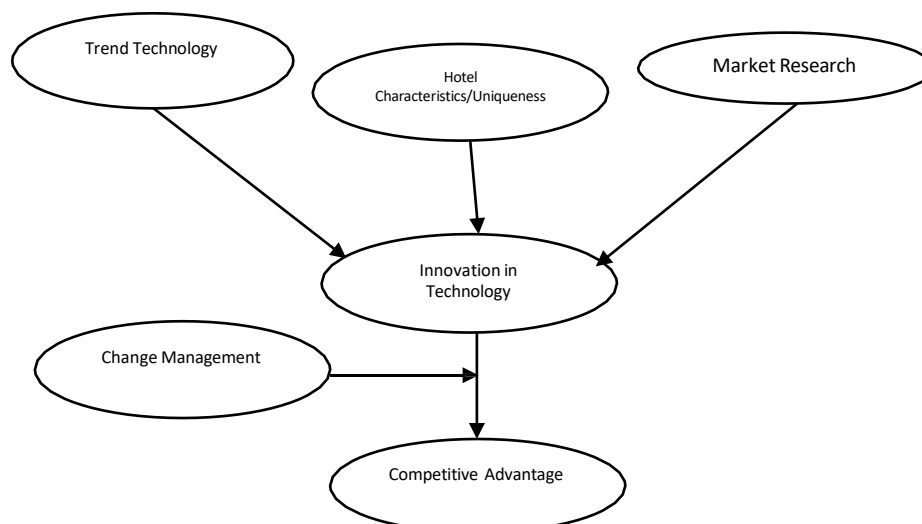 Trend Technology
Hotel
Characteristics/Uniqueness
Market Research
Innovation in
Technology
Change Management
Competitive Advantage